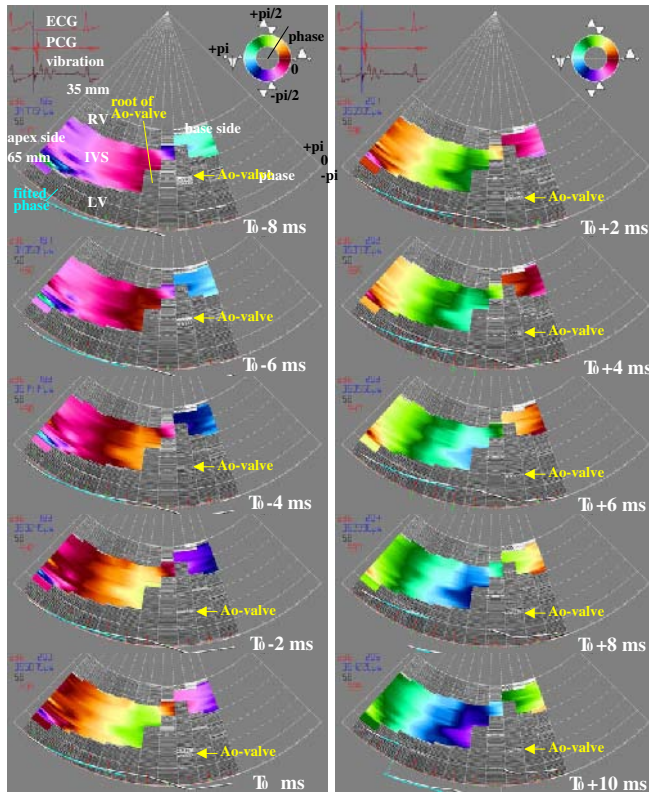 ECG
PCG
vibration
35 mm
+pi/2
phase
+pi
0
-pi/2
root of
Ao-valve
RV
base side
apex side
65 mm
IVS
Ao-valve
phase
+pi
0
-pi
fitted
phase
LV
T0-8 ms
Ao-valve
T0+2 ms
Ao-valve
T0-6 ms
Ao-valve
T0+4 ms
Ao-valve
T0-4 ms
Ao-valve
T0+6 ms
Ao-valve
T0-2 ms
Ao-valve
T0+8 ms
Ao-valve
T0 ms
Ao-valve
T0+10 ms